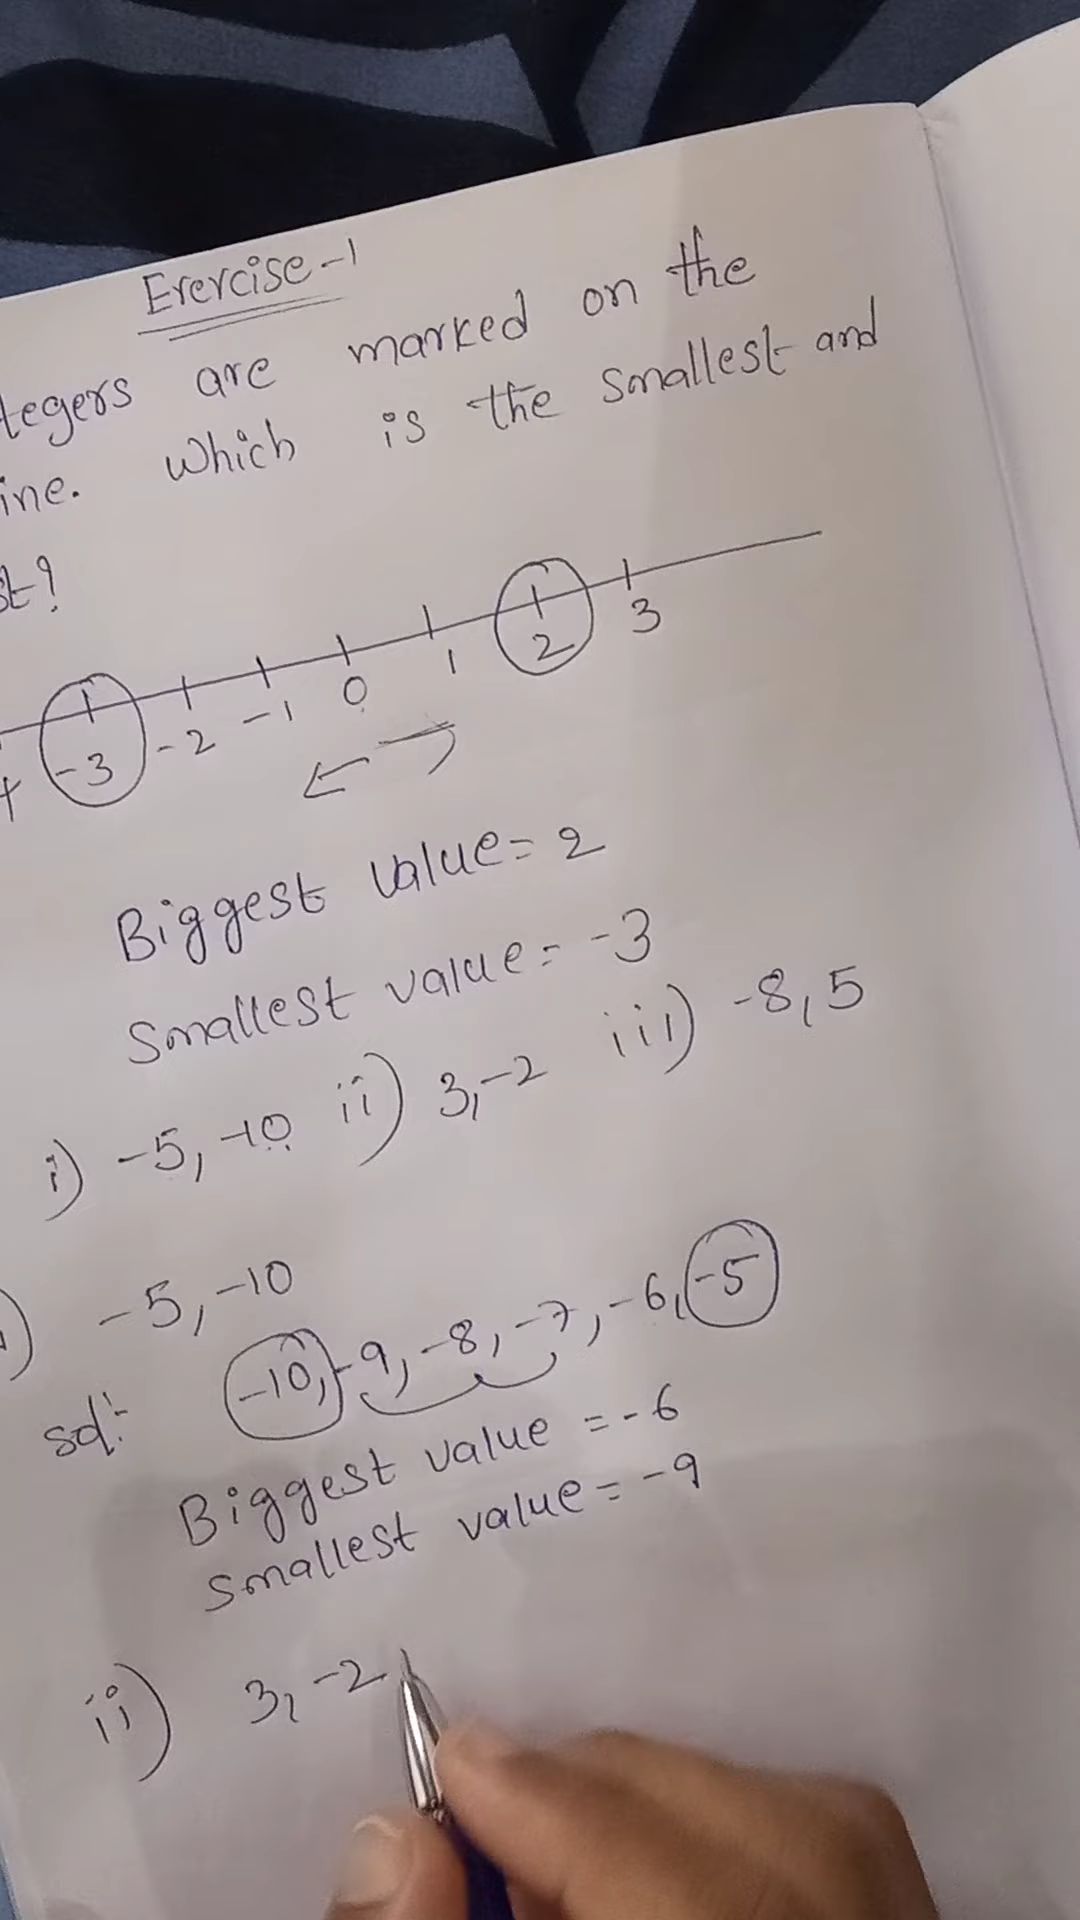 Erercise-1
tegers are marked on the
ine. Which is the smallest and
st?
-3 -2 -1 0 1 2 3
Biggest value= 2
Smallest value= -3
i) -5, -10 ii) 3,-2 iii) -8, 5
) -5, -10
sol:- -10, -9, -8, -7, -6, -5
Biggest value = -6
Smallest value= -9
ii) 3, -2